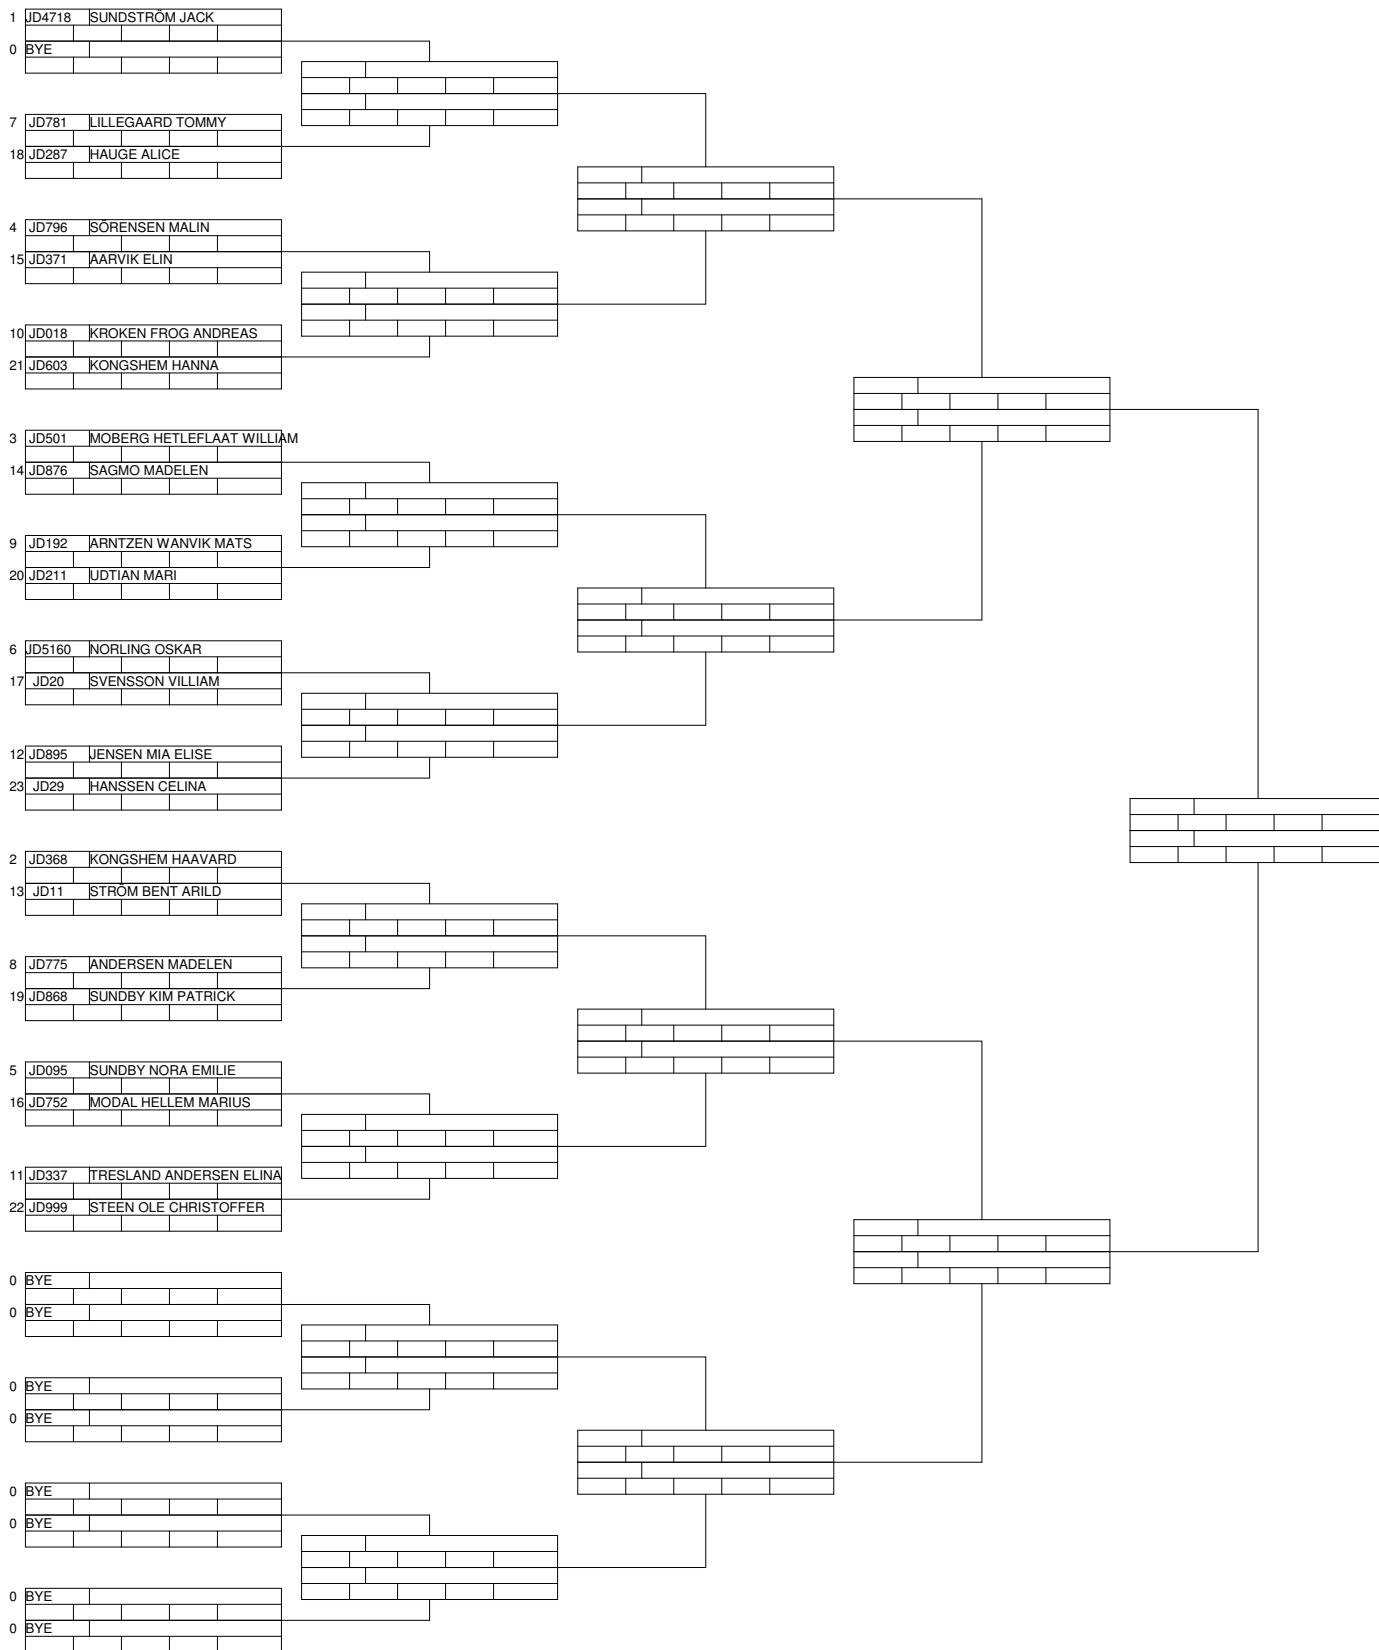 1 JD4718 SUNDSTRÖM JACK
0 BYE
7 JD781 LILLEGAARD TOMMY
18 JD287 HAUGE ALICE
4 JD796 SÖRENSEN MALIN
15 JD371 AARVIK ELIN
10 JD018 KROKEN FROG ANDREAS
21 JD603 KONGSHEM HANNA
3 JD501 MOBERG HETLEFLAAT WILLIAM
14 JD876 SAGMO MADELEN
9 JD192 ARNTZEN WANVIK MATS
20 JD211 UDTIAN MARI
6 JD5160 NORLING OSKAR
17 JD20 SVENSSON VILLIAM
12 JD895 JENSEN MIA ELISE
23 JD29 HANSSEN CELINA
2 JD368 KONGSHEM HAAVARD
13 JD11 STRÖM BENT ARILD
8 JD775 ANDERSEN MADELEN
19 JD868 SUNDBY KIM PATRICK
5 JD095 SUNDBY NORA EMILIE
16 JD752 MODAL HELLEM MARIUS
11 JD337 TRESLAND ANDERSEN ELINA
22 JD999 STEEN OLE CHRISTOFFER
0 BYE
0 BYE
0 BYE
0 BYE
0 BYE
0 BYE
0 BYE
0 BYE